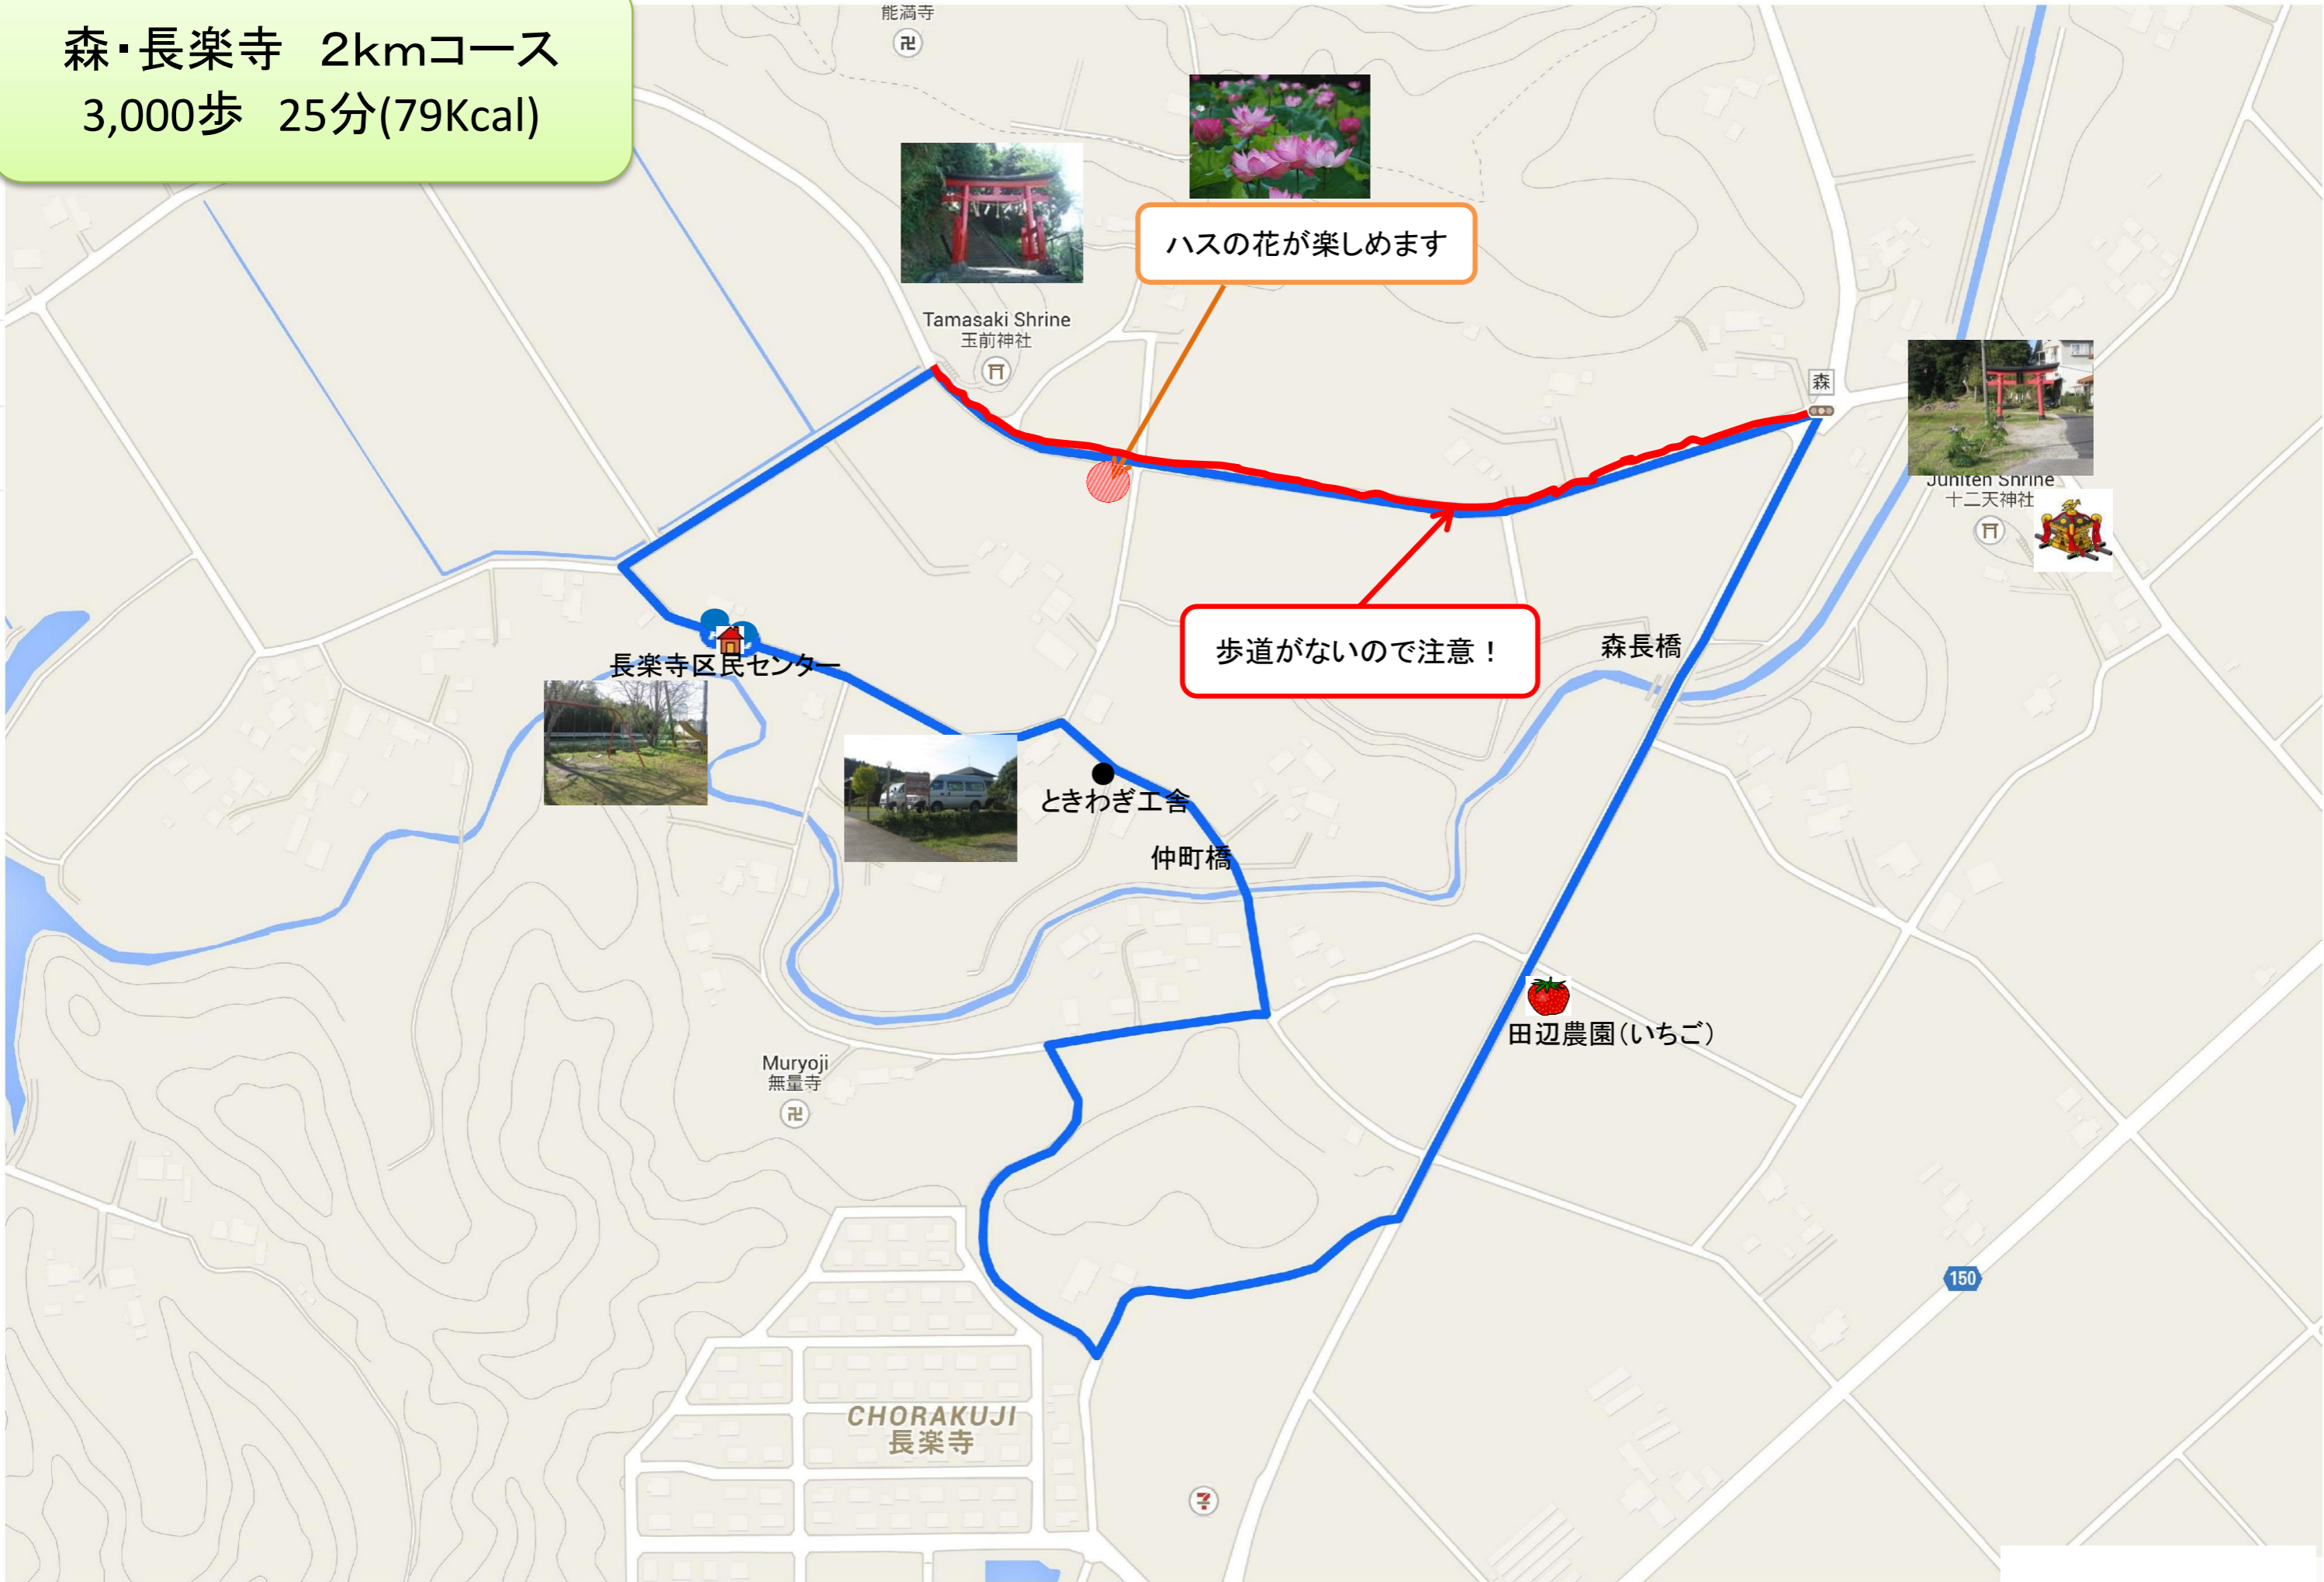 森・長楽寺　2kmコース
3,000歩　25分(79Kcal)
能満寺
ハスの花が楽しめます
Tamasaki Shrine
玉前神社
森
Juniten Shrine
十二天神社
歩道がないので注意！
森長橋
長楽寺区民センター
ときわぎ工舎
仲町橋
田辺農園（いちご）
Muryoji
無量寺
150
CHORAKUJI
長楽寺
7